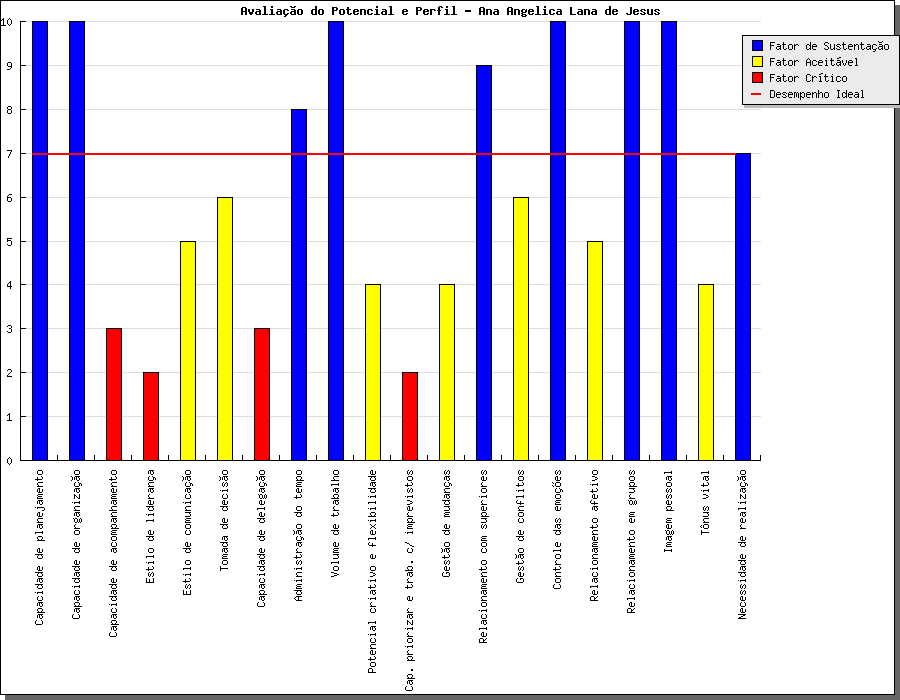 Avaliação do Potencial e Perfil - Ana Angelica Lana de Jesus
10
9
8
7
6
5
4
3
2
1
0
Fator de Sustentação
Fator Aceitável
Fator Crítico
Desempenho Ideal
Capacidade de planejamento
Capacidade de organização
Capacidade de acompanhamento
Estilo de liderança
Estilo de comunicação
Tomada de decisão
Capacidade de delegação
Administração do tempo
Volume de trabalho
Potencial criativo e flexibilidade
Cap. priorizar e trab. c/ imprevistos
Gestão de mudanças
Relacionamento com superiores
Gestão de conflitos
Controle das emoções
Relacionamento afetivo
Relacionamento em grupos
Imagem pessoal
Tônus vital
Necessidade de realização